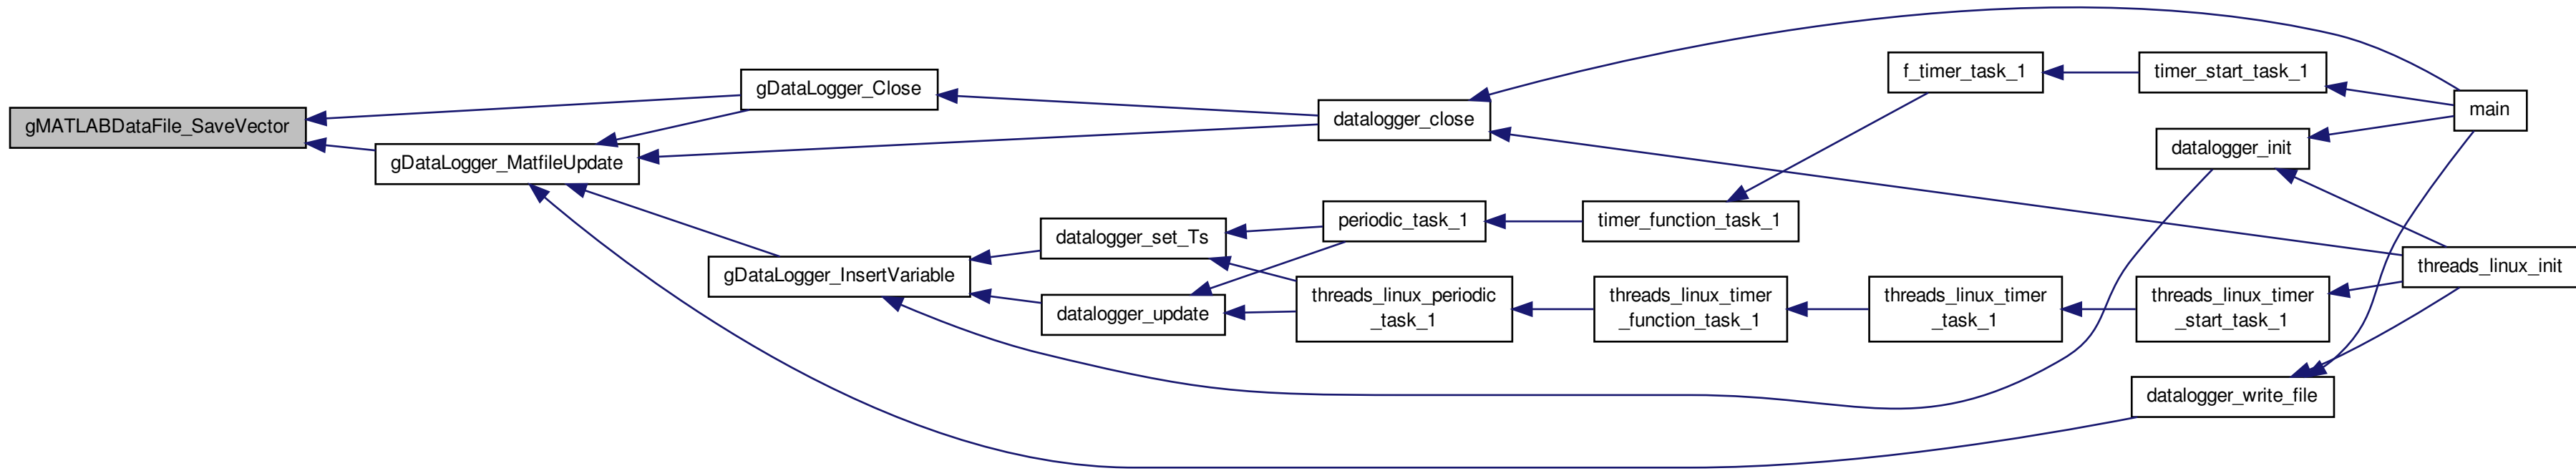 gMATLABDataFile_SaveVector
gDataLogger_Close
gDataLogger_MatfileUpdate
datalogger_close
f_timer_task_1
timer_start_task_1
main
datalogger_init
gDataLogger_InsertVariable
datalogger_set_Ts
periodic_task_1
timer_function_task_1
datalogger_update
threads_linux_periodic
_task_1
threads_linux_timer
_function_task_1
threads_linux_timer
_task_1
threads_linux_timer
_start_task_1
threads_linux_init
datalogger_write_file